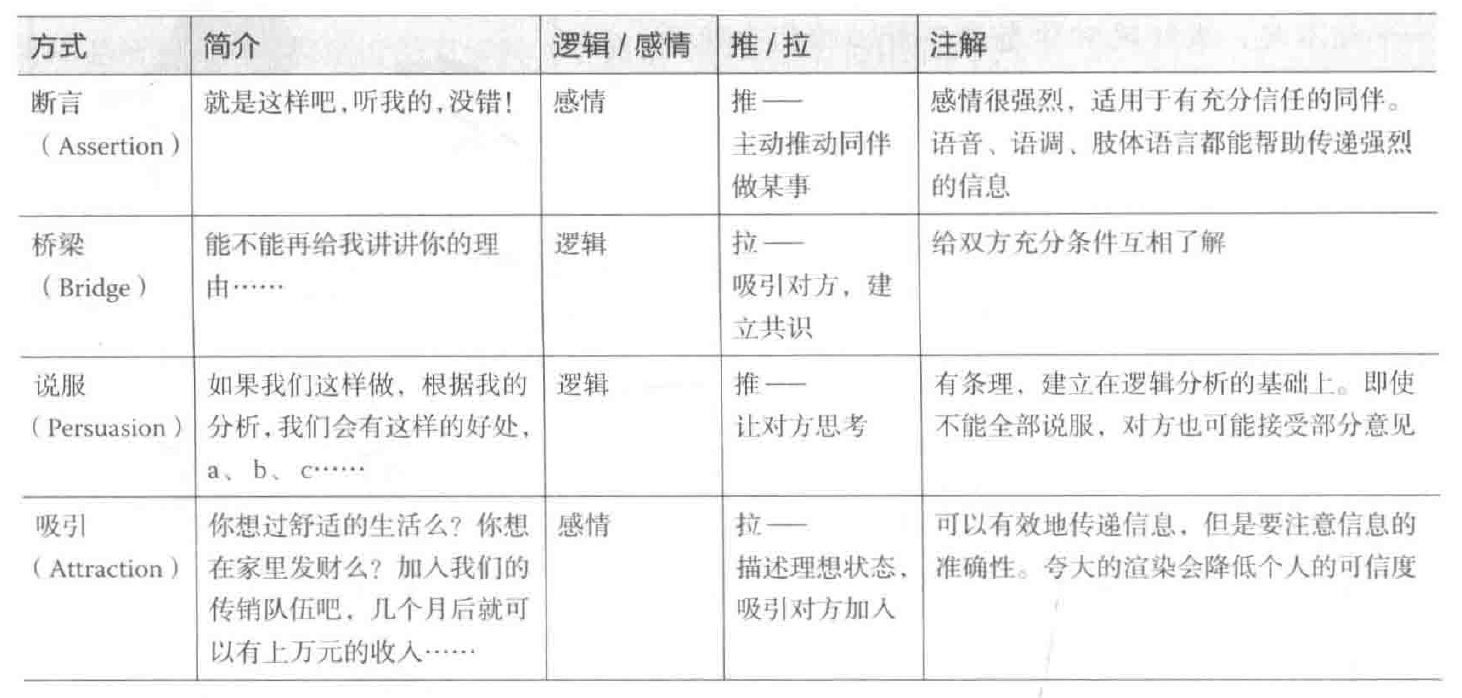 方式 简介 逻辑 / 感情 推 / 拉 注解
断言
（Assertion）
就是这样吧，听我的，没错！
感情
推——
主动推动同伴
做某事
感情很强烈，适用于有充分信任的同伴。
语音、语调、肢体语言都能帮助传递强烈
的信息
桥梁
（Bridge）
能不能再给我讲讲你的理
由……
逻辑
拉——
吸引对方，建
立共识
给双方充分条件互相了解
说服
（Persuasion）
如果我们这样做，根据我的
分析，我们会有这样的好处，
a、b、c……
逻辑
推——
让对方思考
有条理，建立在逻辑分析的基础上。即使
不能全部说服，对方也可能接受部分意见
吸引
（Attraction）
你想过舒适的生活么？你想
在家里发财么？加入我们的
传销队伍吧，几个月后就可
以有上万元的收入……
感情
拉——
描述理想状态，
吸引对方加入
可以有效地传递信息，但是要注意信息的
准确性。夸大的渲染会降低个人的可信度